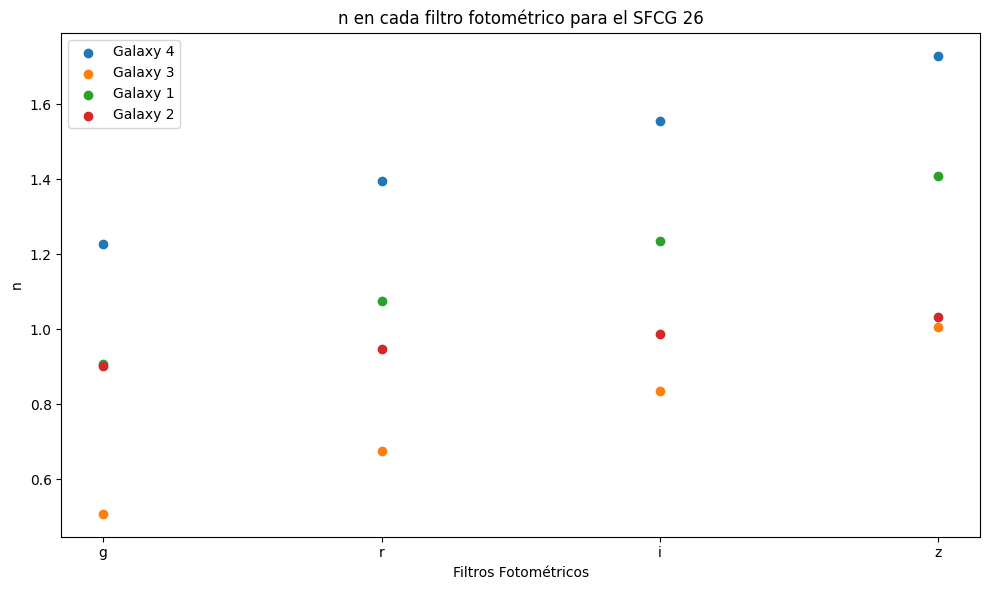 n en cada filtro fotométrico para el SFCG 26
Galaxy 4
Galaxy 3
Galaxy 1
Galaxy 2
1.6
1.4
1.2
1.0
0.8
0.6
n
g r i z
Filtros Fotométricos